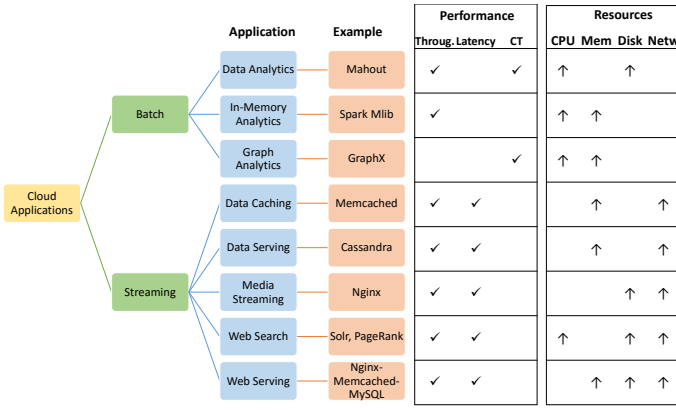 Performance
Resources
Application
Example
Throug. Latency CT
CPU Mem Disk Netw
Data Analytics
Mahout
✓ ✓
↑ ↑
In-Memory
Analytics
Spark Mlib
✓
↑ ↑
Batch
Graph
Analytics
GraphX
✓
↑ ↑
Cloud
Applications
Data Caching
Memcached
✓ ✓
↑ ↑
Data Serving
Cassandra
✓ ✓
↑ ↑
Streaming
Media
Streaming
Nginx
✓ ✓
↑ ↑
Web Search
Solr, PageRank
✓ ✓
↑ ↑ ↑
Web Serving
Nginx-
Memcached-
MySQL
✓ ✓
↑ ↑ ↑